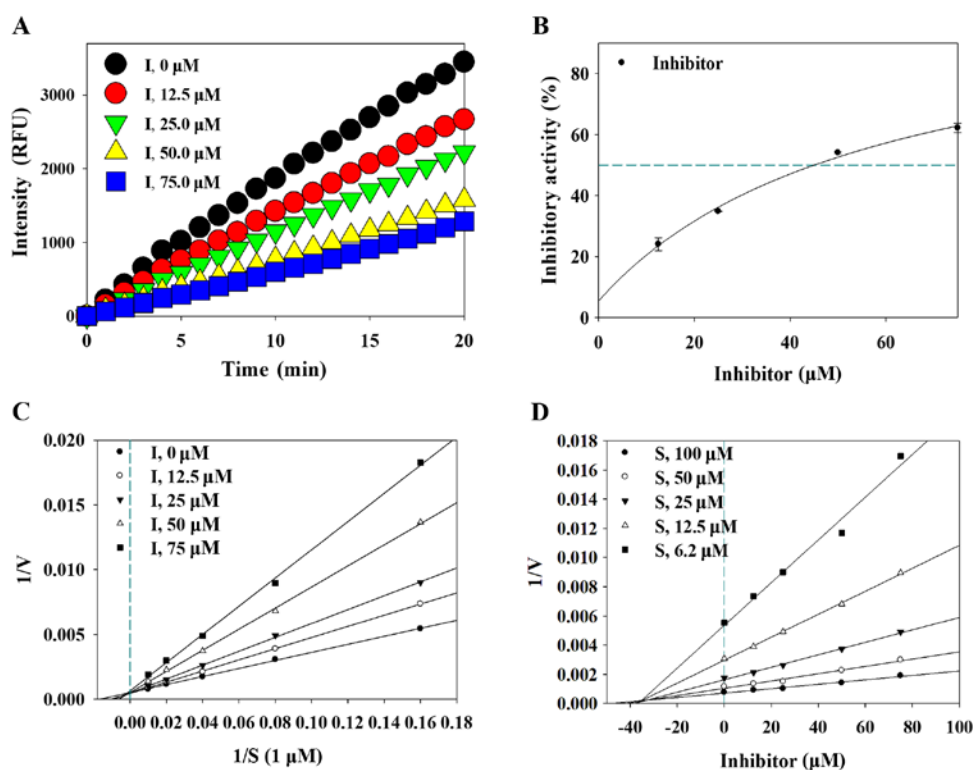 A
I, 0 µM
I, 12.5 µM
I, 25.0 µM
I, 50.0 µM
I, 75.0 µM
Intensity (RFU)
3000
2000
1000
0
0 5 10 15 20
Time (min)
B
Inhibitor
Inhibitory activity (%)
80
60
40
20
0
0 20 40 60
Inhibitor (µM)
C
I, 0 µM
I, 12.5 µM
I, 25 µM
I, 50 µM
I, 75 µM
1/V
0.020
0.015
0.010
0.005
0.000
0.00 0.02 0.04 0.06 0.08 0.10 0.12 0.14 0.16 0.18
1/S (1 µM)
D
S, 100 µM
S, 50 µM
S, 25 µM
S, 12.5 µM
S, 6.2 µM
1/V
0.018
0.016
0.014
0.012
0.010
0.008
0.006
0.004
0.002
0.000
-40 -20 0 20 40 60 80 100
Inhibitor (µM)